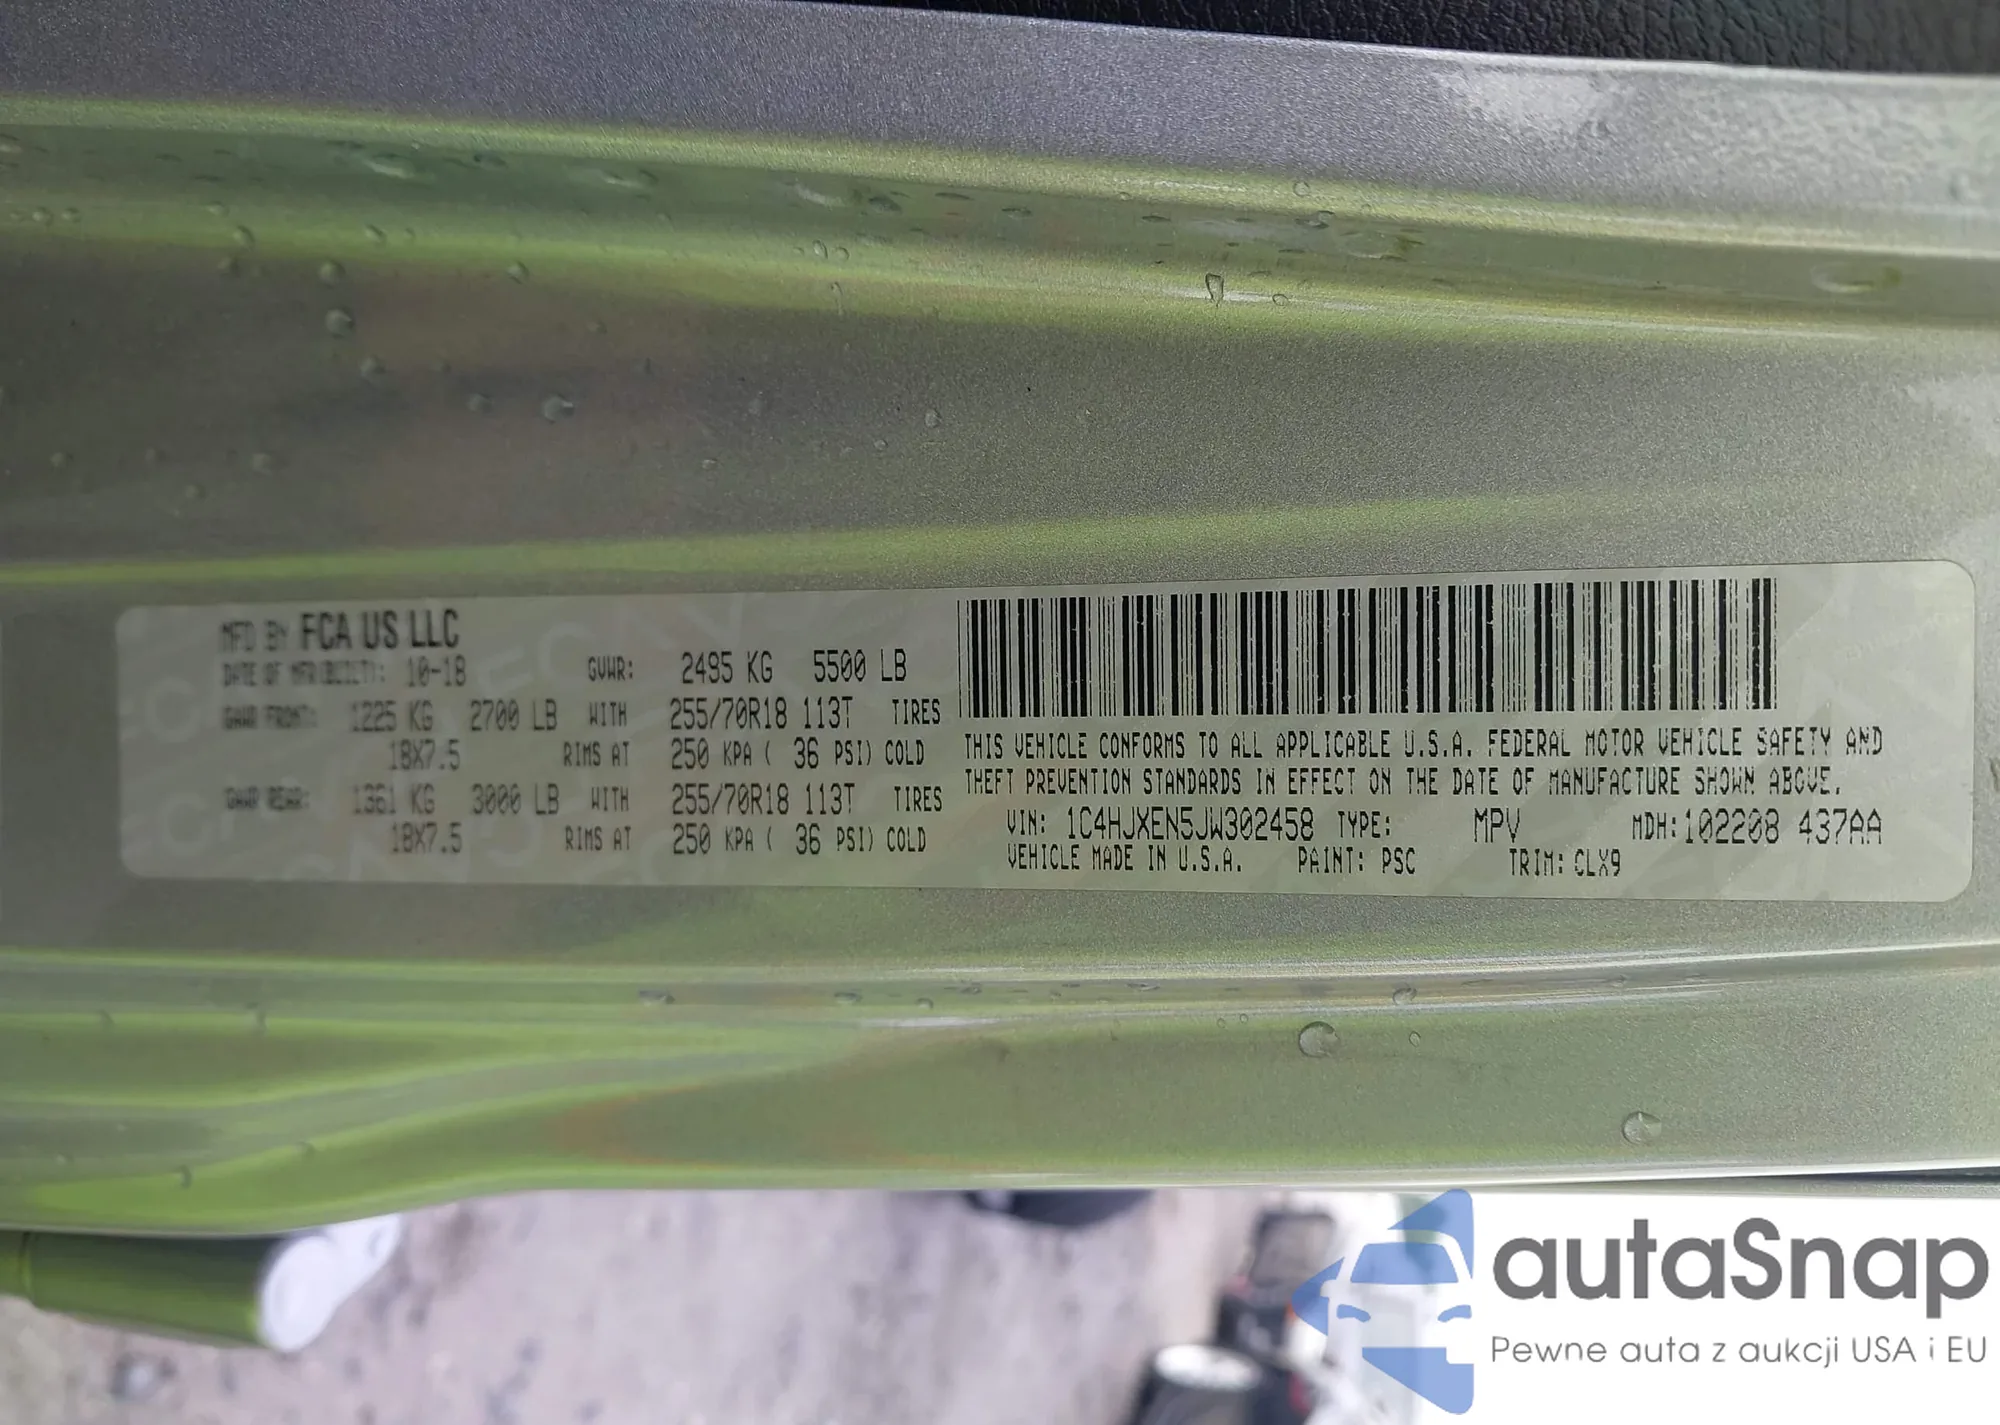 MFD BY FCA US LLC
DATE OF MFR(BCITY): 10-18 GVWR: 2495 KG 5500 LB
GAWR FRONT: 1225 KG 2700 LB WITH 255/70R18 113T TIRES
18X7.5 RIMS AT 250 KPA ( 36 PSI) COLD
GAWR REAR: 1361 KG 3000 LB WITH 255/70R18 113T TIRES
18X7.5 RIMS AT 250 KPA ( 36 PSI) COLD
THIS VEHICLE CONFORMS TO ALL APPLICABLE U.S.A. FEDERAL MOTOR VEHICLE SAFETY AND
THEFT PREVENTION STANDARDS IN EFFECT ON THE DATE OF MANUFACTURE SHOWN ABOVE.
VIN: 1C4HJXEN5JW302458 TYPE: MPV MDH:102208 437AA
VEHICLE MADE IN U.S.A. PAINT: PSC TRIM: CLX9
autaSnap
Pewne auta z aukcji USA i EU